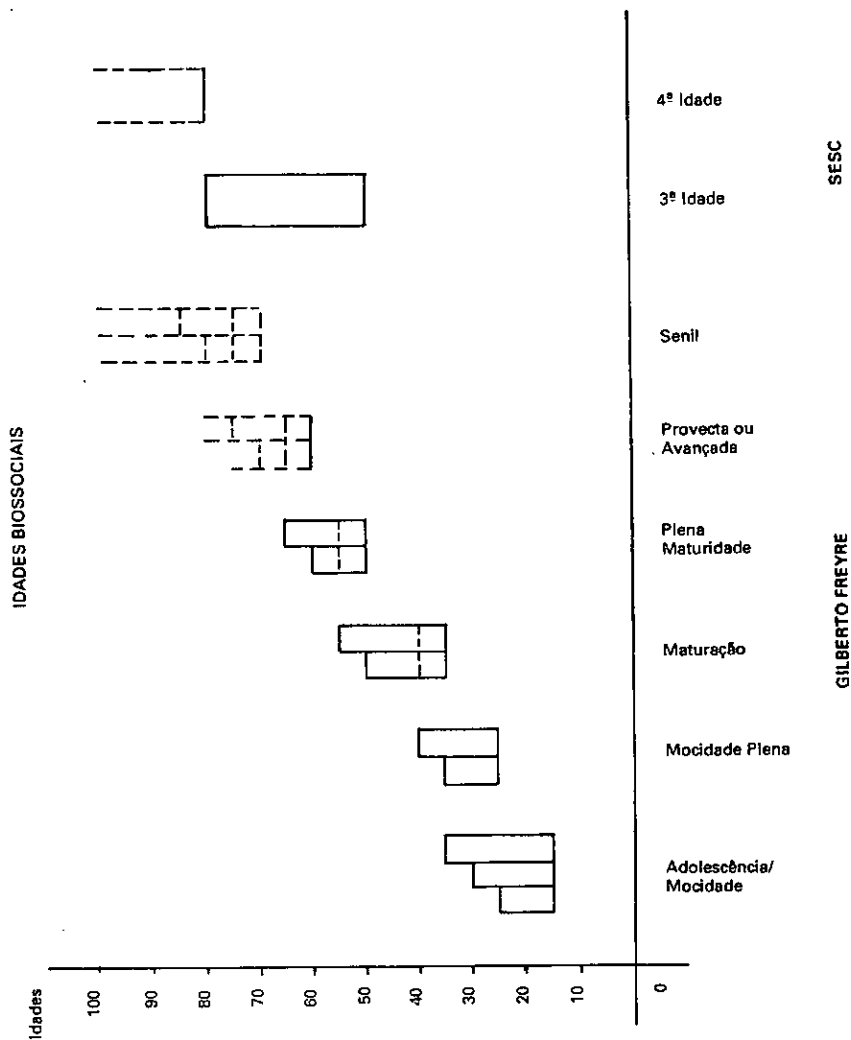 IDADES BIOSSOCIAIS
4ª Idade
3ª Idade
Senil
Provecta ou
Avançada
Plena
Maturidade
Maturação
Mocidade Plena
Adolescência/
Mocidade
SESC
GILBERTO FREYRE
Idades
100
90
80
70
60
50
40
30
20
10
0